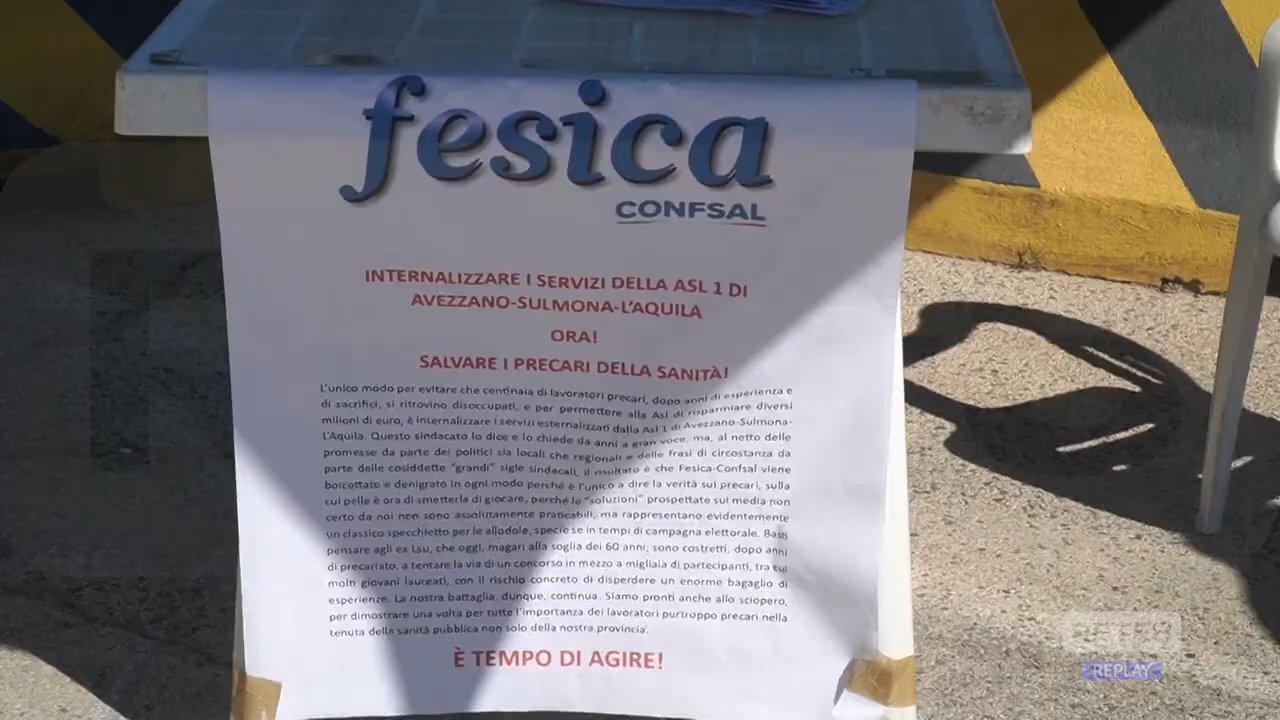 fesica
CONFSAL
INTERNALIZZARE I SERVIZI DELLA ASL 1 DI
AVEZZANO-SULMONA-L'AQUILA
ORA!
SALVARE I PRECARI DELLA SANITÀ!
L'unico modo per evitare che centinaia di lavoratori precari, dopo anni di esperienza e
di sacrifici, si ritrovino disoccupati, e per permettere alla Asl di risparmiare diversi
milioni di euro, è internalizzare i servizi esternalizzati dalla Asl 1 di Avezzano-Sulmona-
L'Aquila. Questo sindacato lo dice e lo chiede da anni a gran voce, ma, al netto delle
promesse da parte dei politici sia locali che regionali e delle frasi di circostanza da
parte delle cosiddette "grandi" sigle sindacali, il risultato è che Fesica-Confsal viene
boicottato e denigrato in ogni modo perché è l'unico a dire la verità sui precari, sulla
cui pelle è ora di smetterla di giocare, perché le "soluzioni" prospettate sui media non
certo da noi non sono assolutamente praticabili, ma rappresentano evidentemente
un classico specchietto per le allodole, specie se in tempi di campagna elettorale. Basti
pensare agli ex Lsu, che oggi, magari alla soglia dei 60 anni, sono costretti, dopo anni
di precariato, a tentare la via di un concorso in mezzo a migliaia di partecipanti, tra cui
molti giovani laureati, con il rischio concreto di disperdere un enorme bagaglio di
esperienze. La nostra battaglia, dunque, continua. Siamo pronti anche allo sciopero,
per dimostrare una volta per tutte l'importanza dei lavoratori purtroppo precari nella
tenuta della sanità pubblica non solo della nostra provincia.
È TEMPO DI AGIRE!
REPLAY